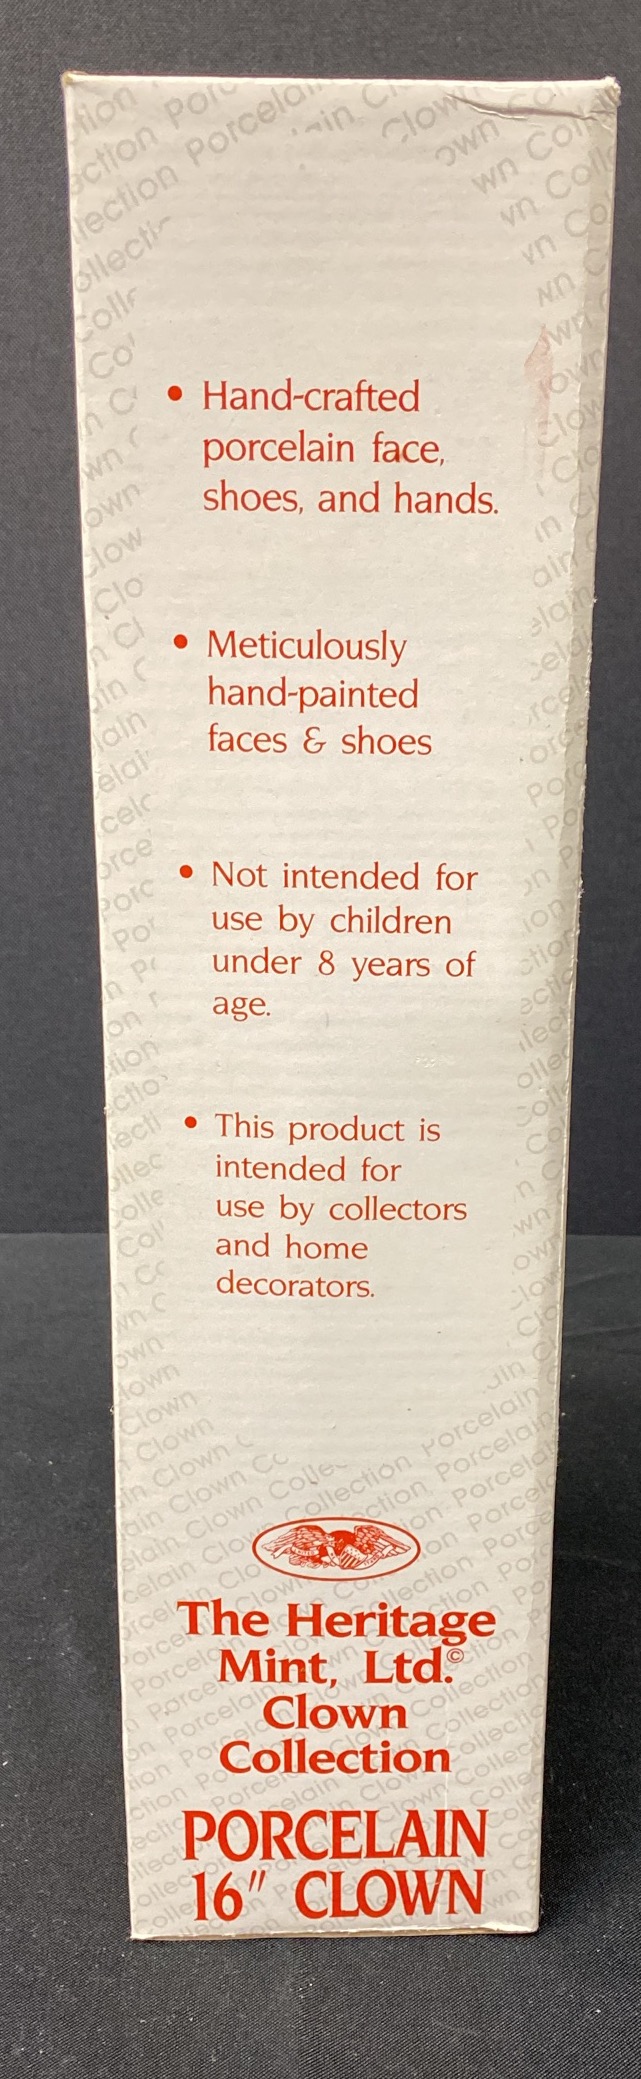 • Hand-crafted
porcelain face,
shoes, and hands.
• Meticulously
hand-painted
faces & shoes
• Not intended for
use by children
under 8 years of
age.
• This product is
intended for
use by collectors
and home
decorators.
The Heritage
Mint, Ltd.©
Clown
Collection
PORCELAIN
16" CLOWN